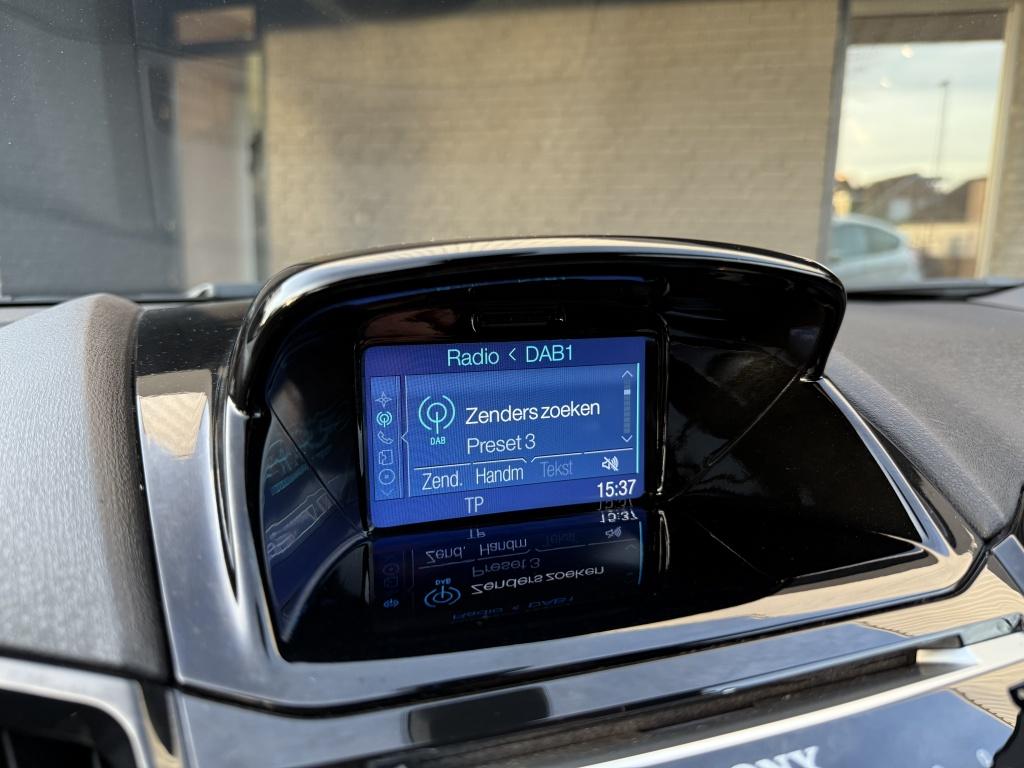 Radio < DAB1
DAB
Zenders zoeken
Preset 3
Zend. Handm Tekst
TP 15:37